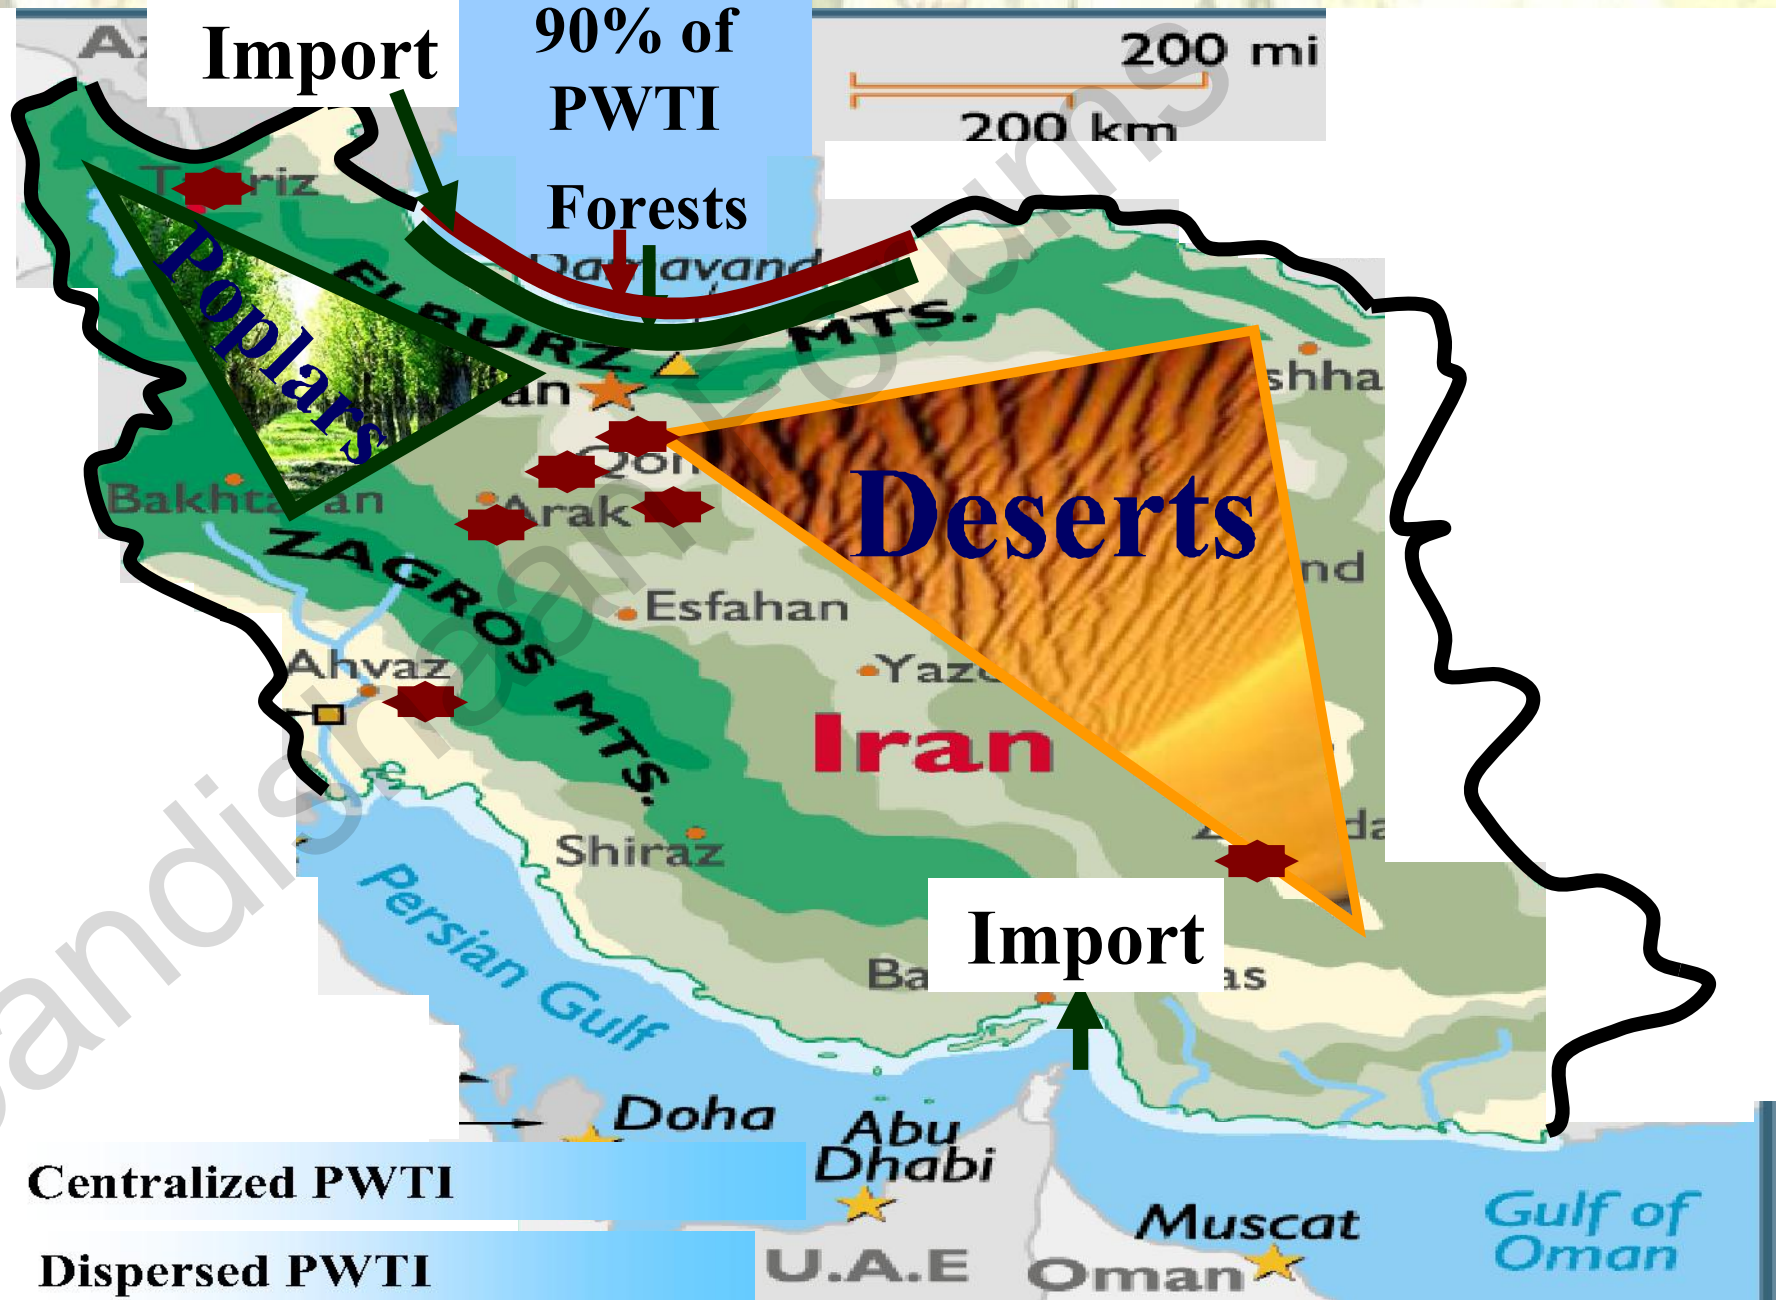 Import
90% of
PWTI
Forests
200 mi
200 km
Poplars
ELBURZ MTS.
Deserts
Arak
Esfahan
ZAGROS MTS.
Ahvaz
Iran
Shiraz
Import
Persian Gulf
Doha
Abu
Dhabi
Centralized PWTI
Muscat
Gulf of
Oman
Dispersed PWTI
U.A.E
Oman